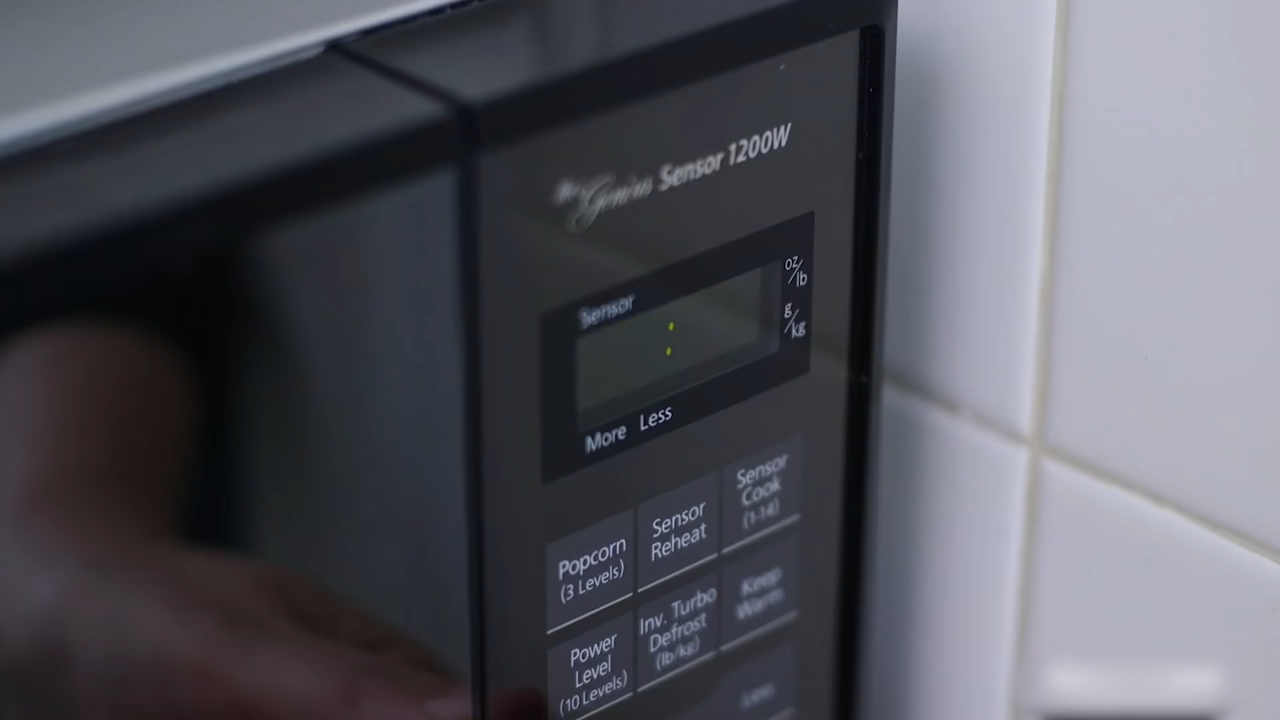 The Genius Sensor 1200W
Sensor
:
oz/lb
g/kg
More Less
Popcorn
(3 Levels)
Sensor
Reheat
Sensor
Cook
(1-14)
Power
Level
(10 Levels)
Inv. Turbo
Defrost
(lb/kg)
Keep
Warm
Less